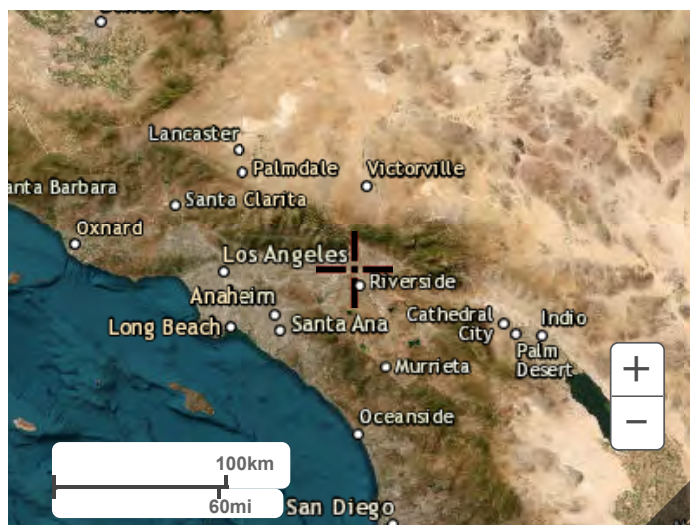 Lancaster
Palmdale
Victorville
anta Barbara
Santa Clarita
Oxnard
Los Angeles
Riverside
Anaheim
Cathedral
City
Indio
Long Beach
Santa Ana
Palm
Desert
Murrieta
Oceanside
100km
60mi
San Diego
+
−